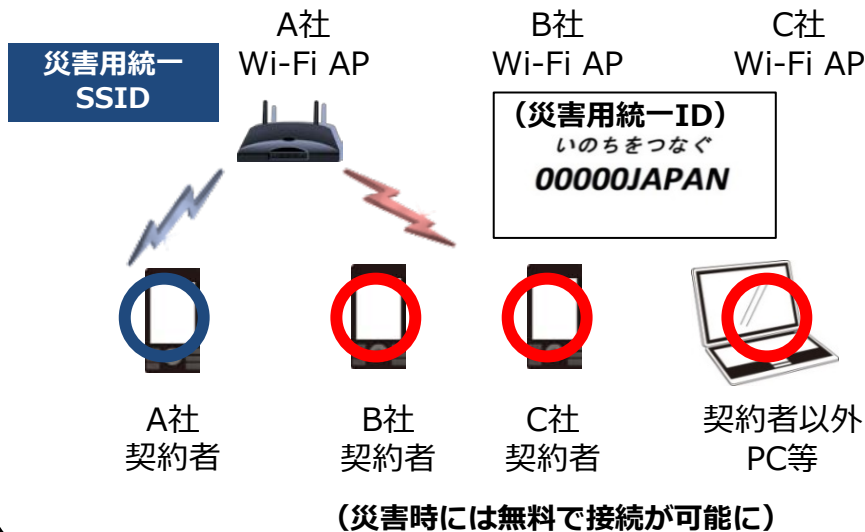 災害用統一
SSID
A社
Wi-Fi AP
B社
Wi-Fi AP
C社
Wi-Fi AP
（災害用統一ID）
いのちをつなぐ
00000JAPAN
A社
契約者
B社
契約者
C社
契約者
契約者以外
PC等
（災害時には無料で接続が可能に）